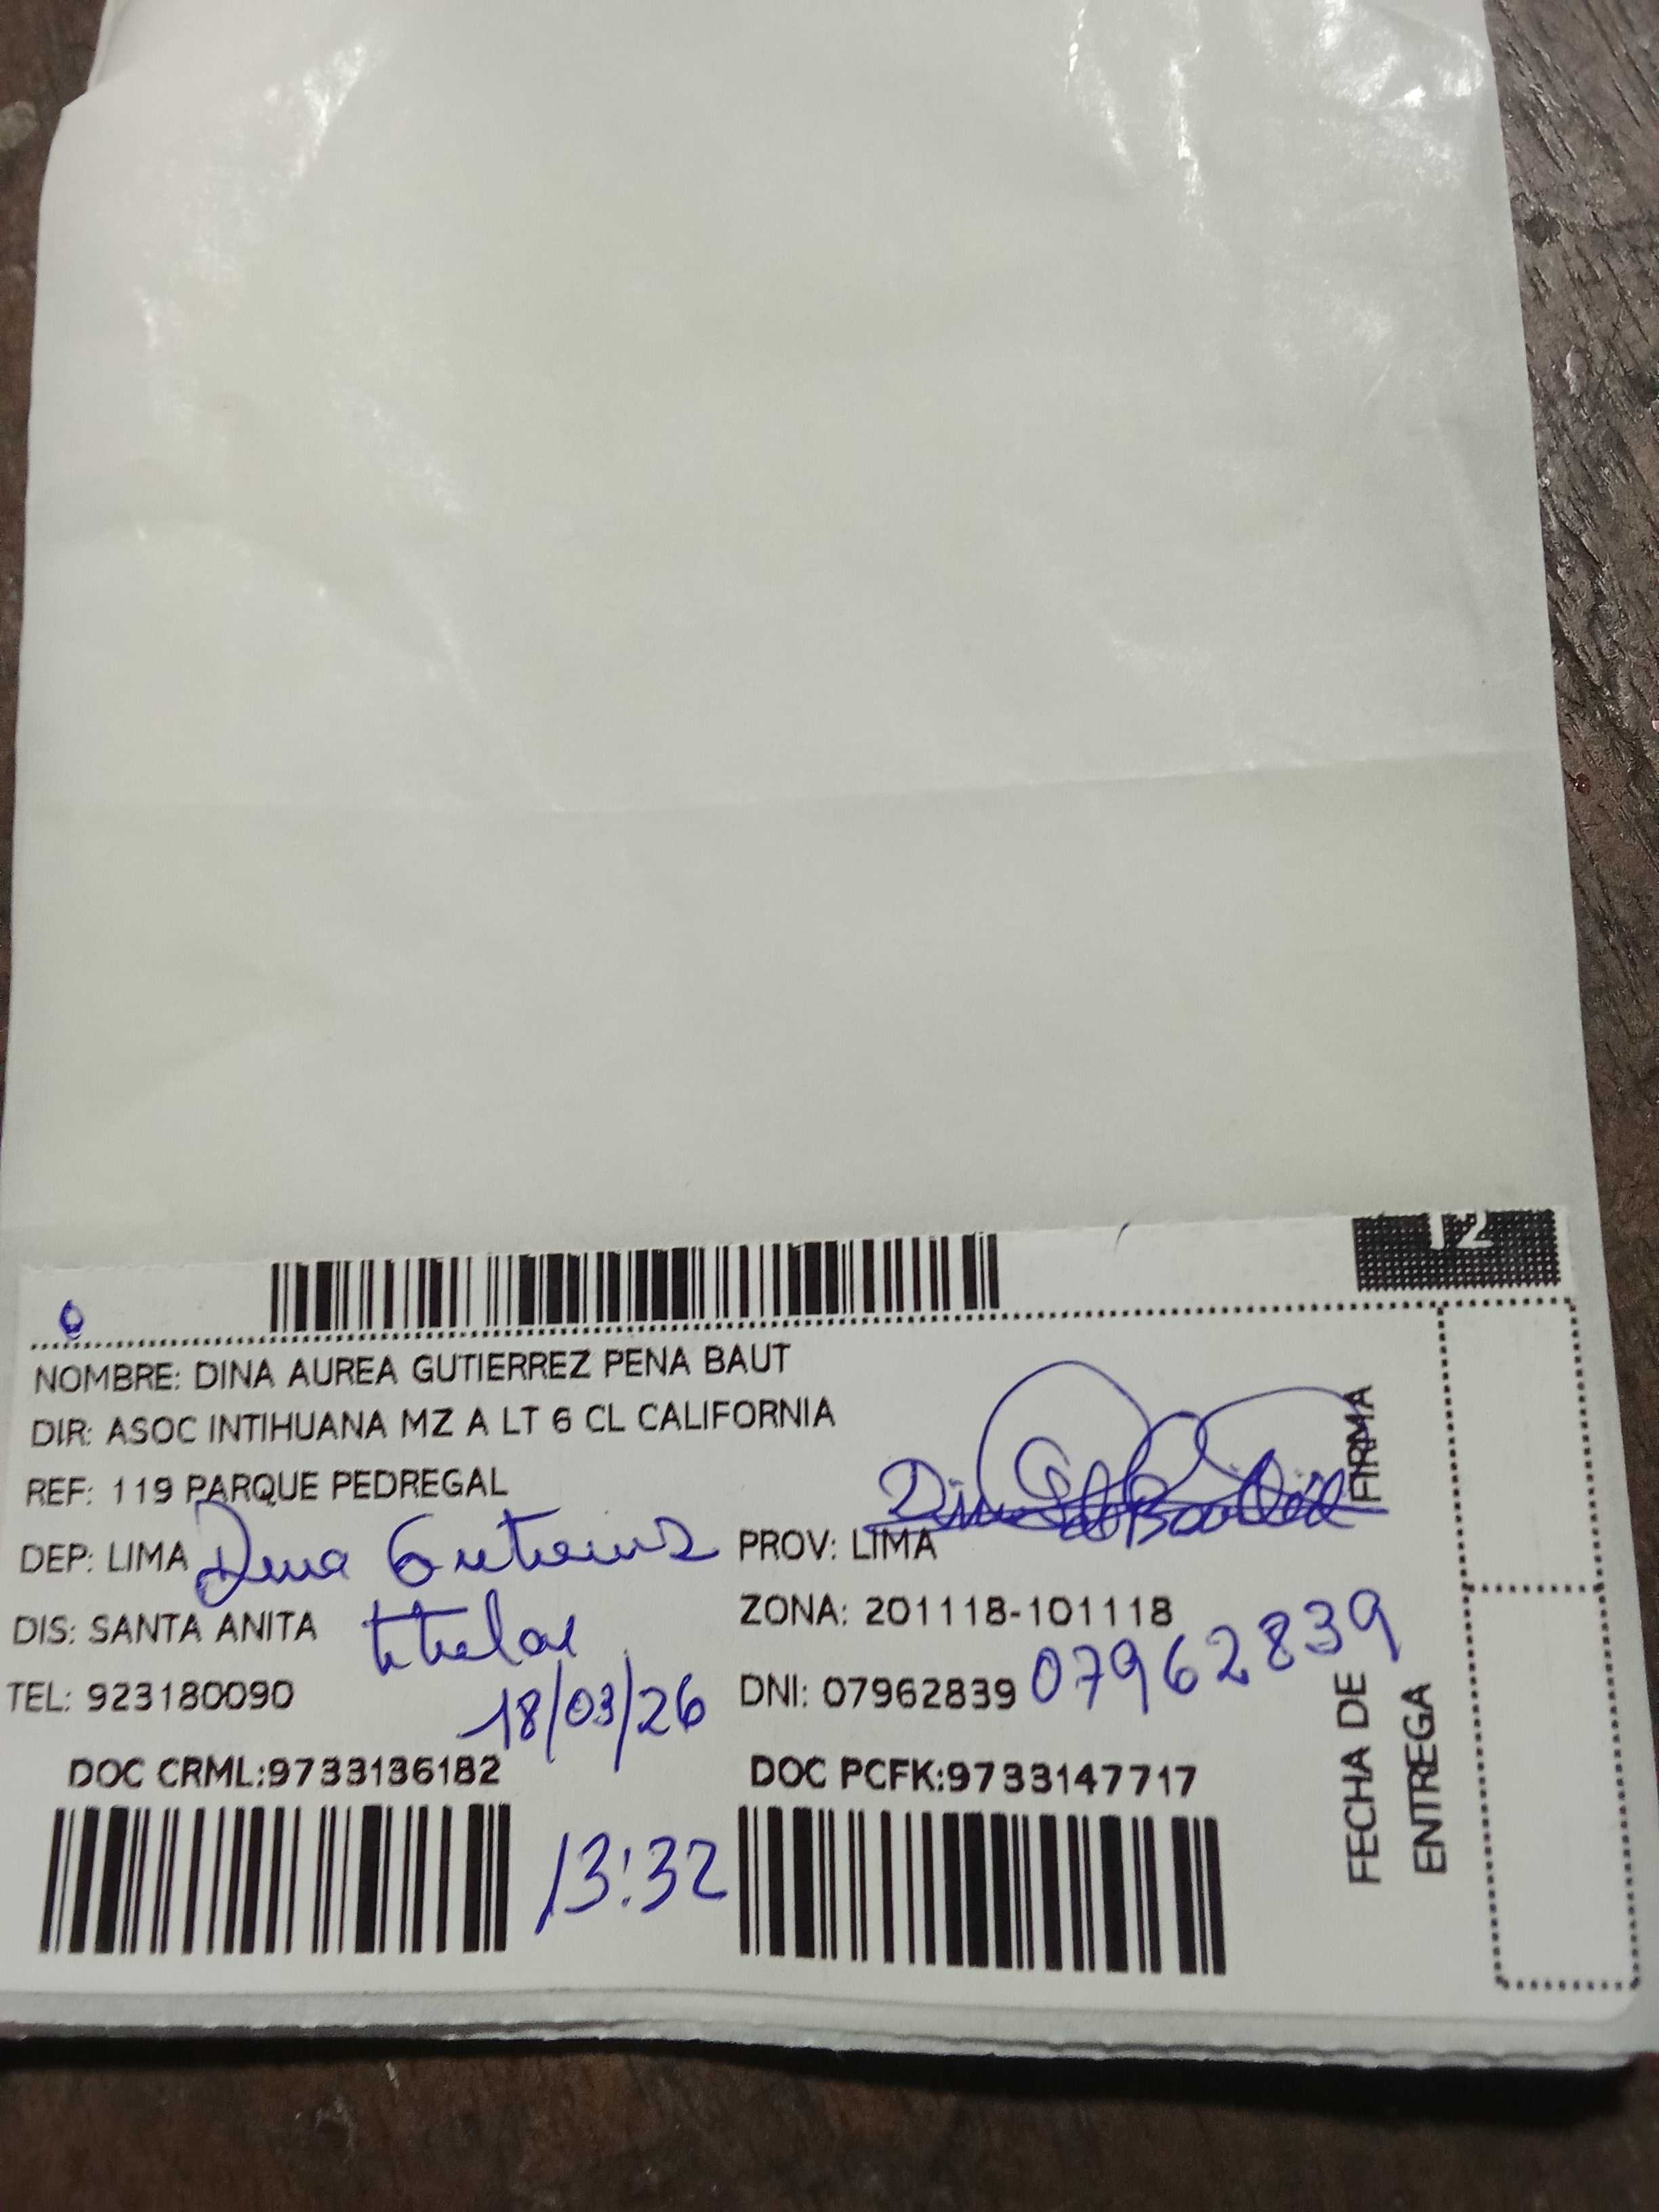 12
NOMBRE: DINA AUREA GUTIERREZ PENA BAUT
DIR: ASOC INTIHUANA MZ A LT 6 CL CALIFORNIA
REF: 119 PARQUE PEDREGAL
FIRMA
DEP: LIMA Dina Gutierrez PROV: LIMA
DIS: SANTA ANITA titular ZONA: 201118-101118
TEL: 923180090 18/03/26 DNI: 07962839 07962839
FECHA DE
ENTREGA
DOC CRML:9733136182 DOC PCFK:9733147717
13:32